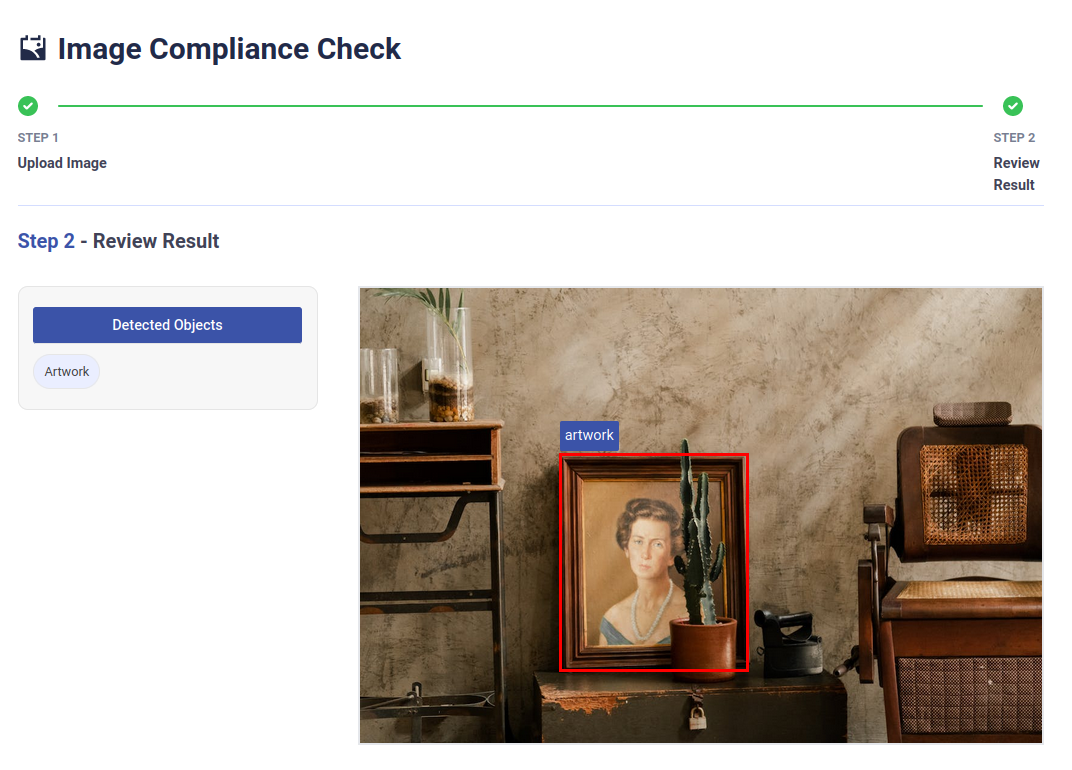 Image Compliance Check
STEP 1
Upload Image
STEP 2
Review
Result
Step 2 - Review Result
Detected Objects
Artwork
artwork